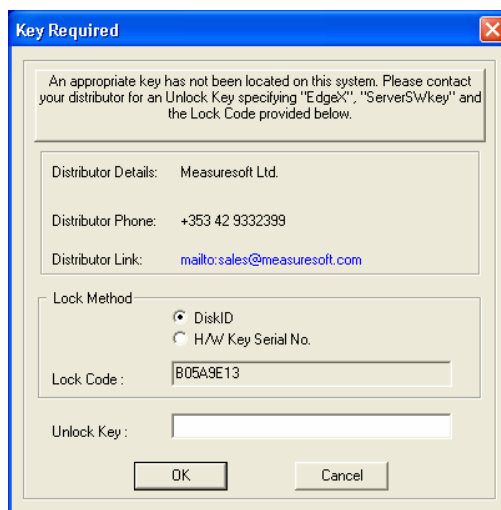 Key Required
An appropriate key has not been located on this system. Please contact
your distributor for an Unlock Key specifying "EdgeX", "ServerSWkey" and
the Lock Code provided below.
Distributor Details: Measuresoft Ltd.
Distributor Phone: +353 42 9332399
Distributor Link: mailto:sales@measuresoft.com
Lock Method
DiskID
H/W Key Serial No.
Lock Code : B05A9E13
Unlock Key :
OK Cancel